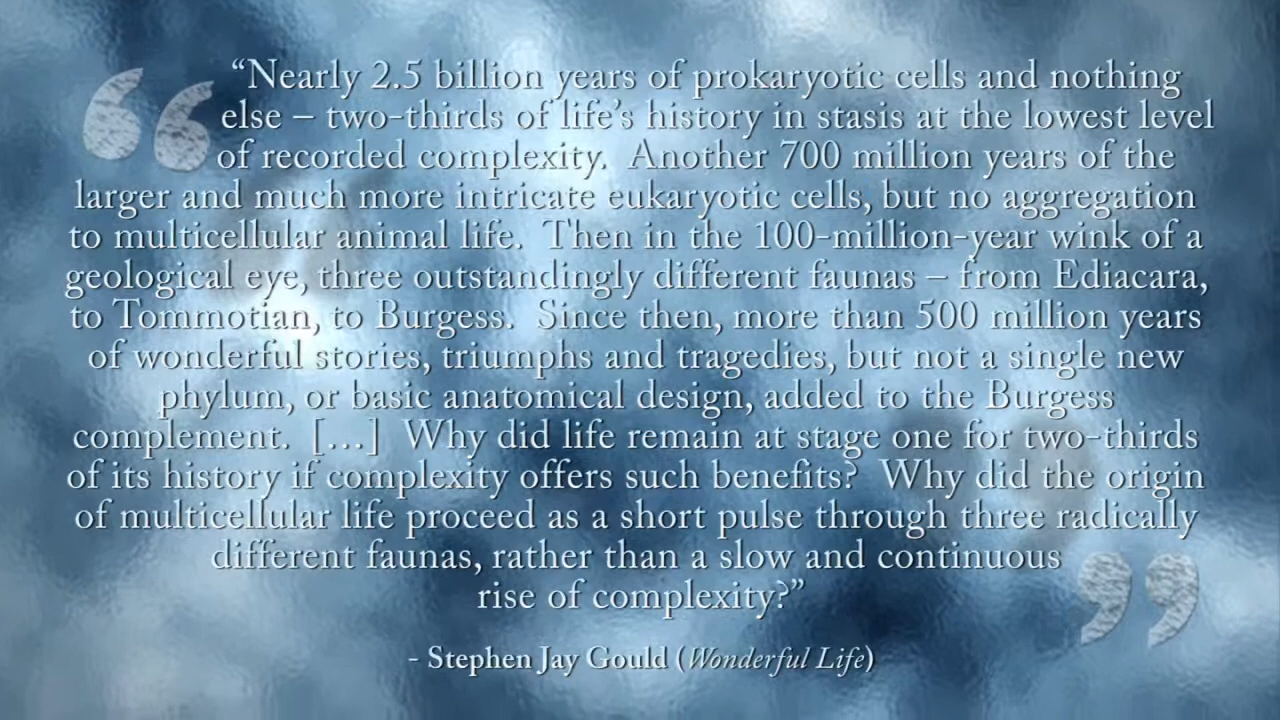 “Nearly 2.5 billion years of prokaryotic cells and nothing
else – two-thirds of life’s history in stasis at the lowest level
of recorded complexity.  Another 700 million years of the
larger and much more intricate eukaryotic cells, but no aggregation
to multicellular animal life.  Then in the 100-million-year wink of a
geological eye, three outstandingly different faunas – from Ediacara,
to Tommotian, to Burgess.  Since then, more than 500 million years
of wonderful stories, triumphs and tragedies, but not a single new
phylum, or basic anatomical design, added to the Burgess
complement.  […]  Why did life remain at stage one for two-thirds
of its history if complexity offers such benefits?  Why did the origin
of multicellular life proceed as a short pulse through three radically
different faunas, rather than a slow and continuous
rise of complexity?”
- Stephen Jay Gould (Wonderful Life)